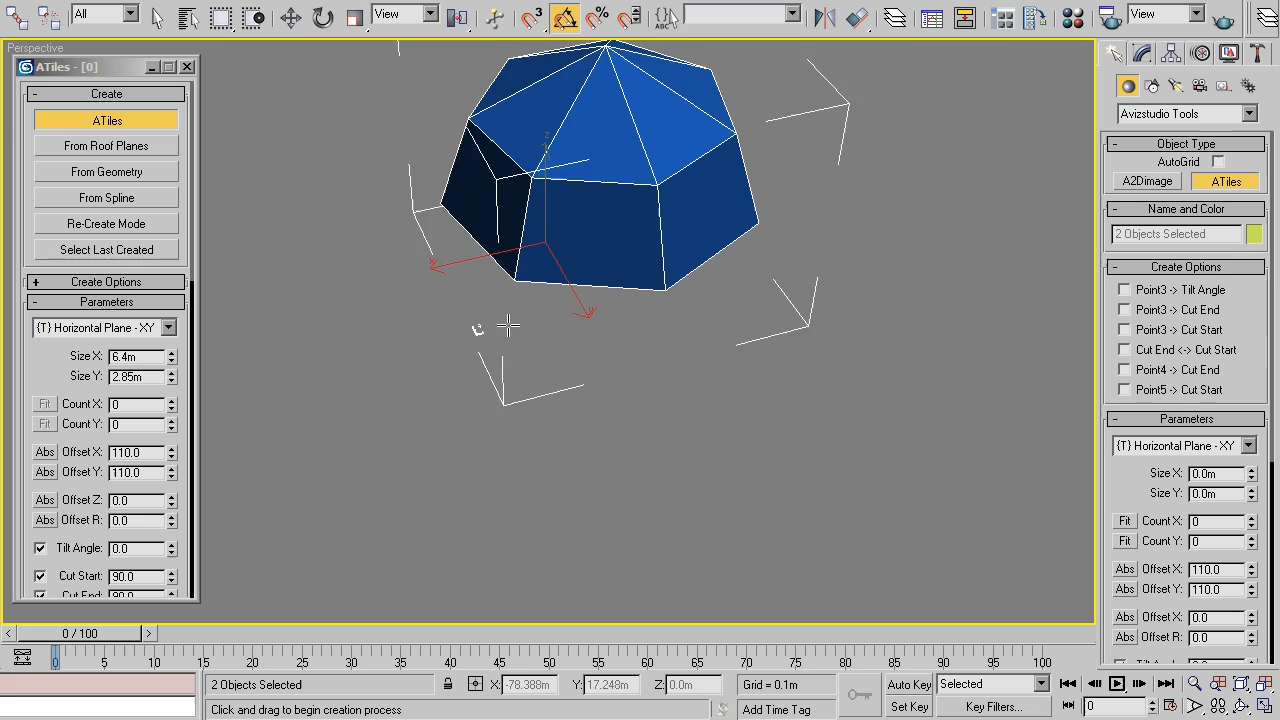 All
View
3
%
ABC
View
Perspective
ATiles - [0]
Create
ATiles
From Roof Planes
From Geometry
From Spline
Re-Create Mode
Select Last Created
Create Options
Parameters
{T} Horizontal Plane - XY
Size X: 6.4m
Size Y: 2.85m
Fit Count X: 0
Fit Count Y: 0
Abs Offset X: 110.0
Abs Offset Y: 110.0
Abs Offset Z: 0.0
Abs Offset R: 0.0
Tilt Angle: 0.0
Cut Start: 90.0
Cut End: 90.0
z
Avizstudio Tools
Object Type
AutoGrid
A2Dimage ATiles
Name and Color
2 Objects Selected
Create Options
Point3 -> Tilt Angle
Point3 -> Cut End
Point3 -> Cut Start
Cut End <-> Cut Start
Point4 -> Cut End
Point5 -> Cut Start
Parameters
{T} Horizontal Plane - XY
Size X: 0.0m
Size Y: 0.0m
Fit Count X: 0
Fit Count Y: 0
Abs Offset X: 110.0
Abs Offset Y: 110.0
Abs Offset X: 0.0
Abs Offset R: 0.0
0 / 100
0 5 10 15 20 25 30 35 40 45 50 55 60 65 70 75 80 85 90 95 100
2 Objects Selected X: -78.388m Y: 17.248m Z: 0.0m Grid = 0.1m Auto Key Selected
Click and drag to begin creation process Add Time Tag Set Key Key Filters... 0